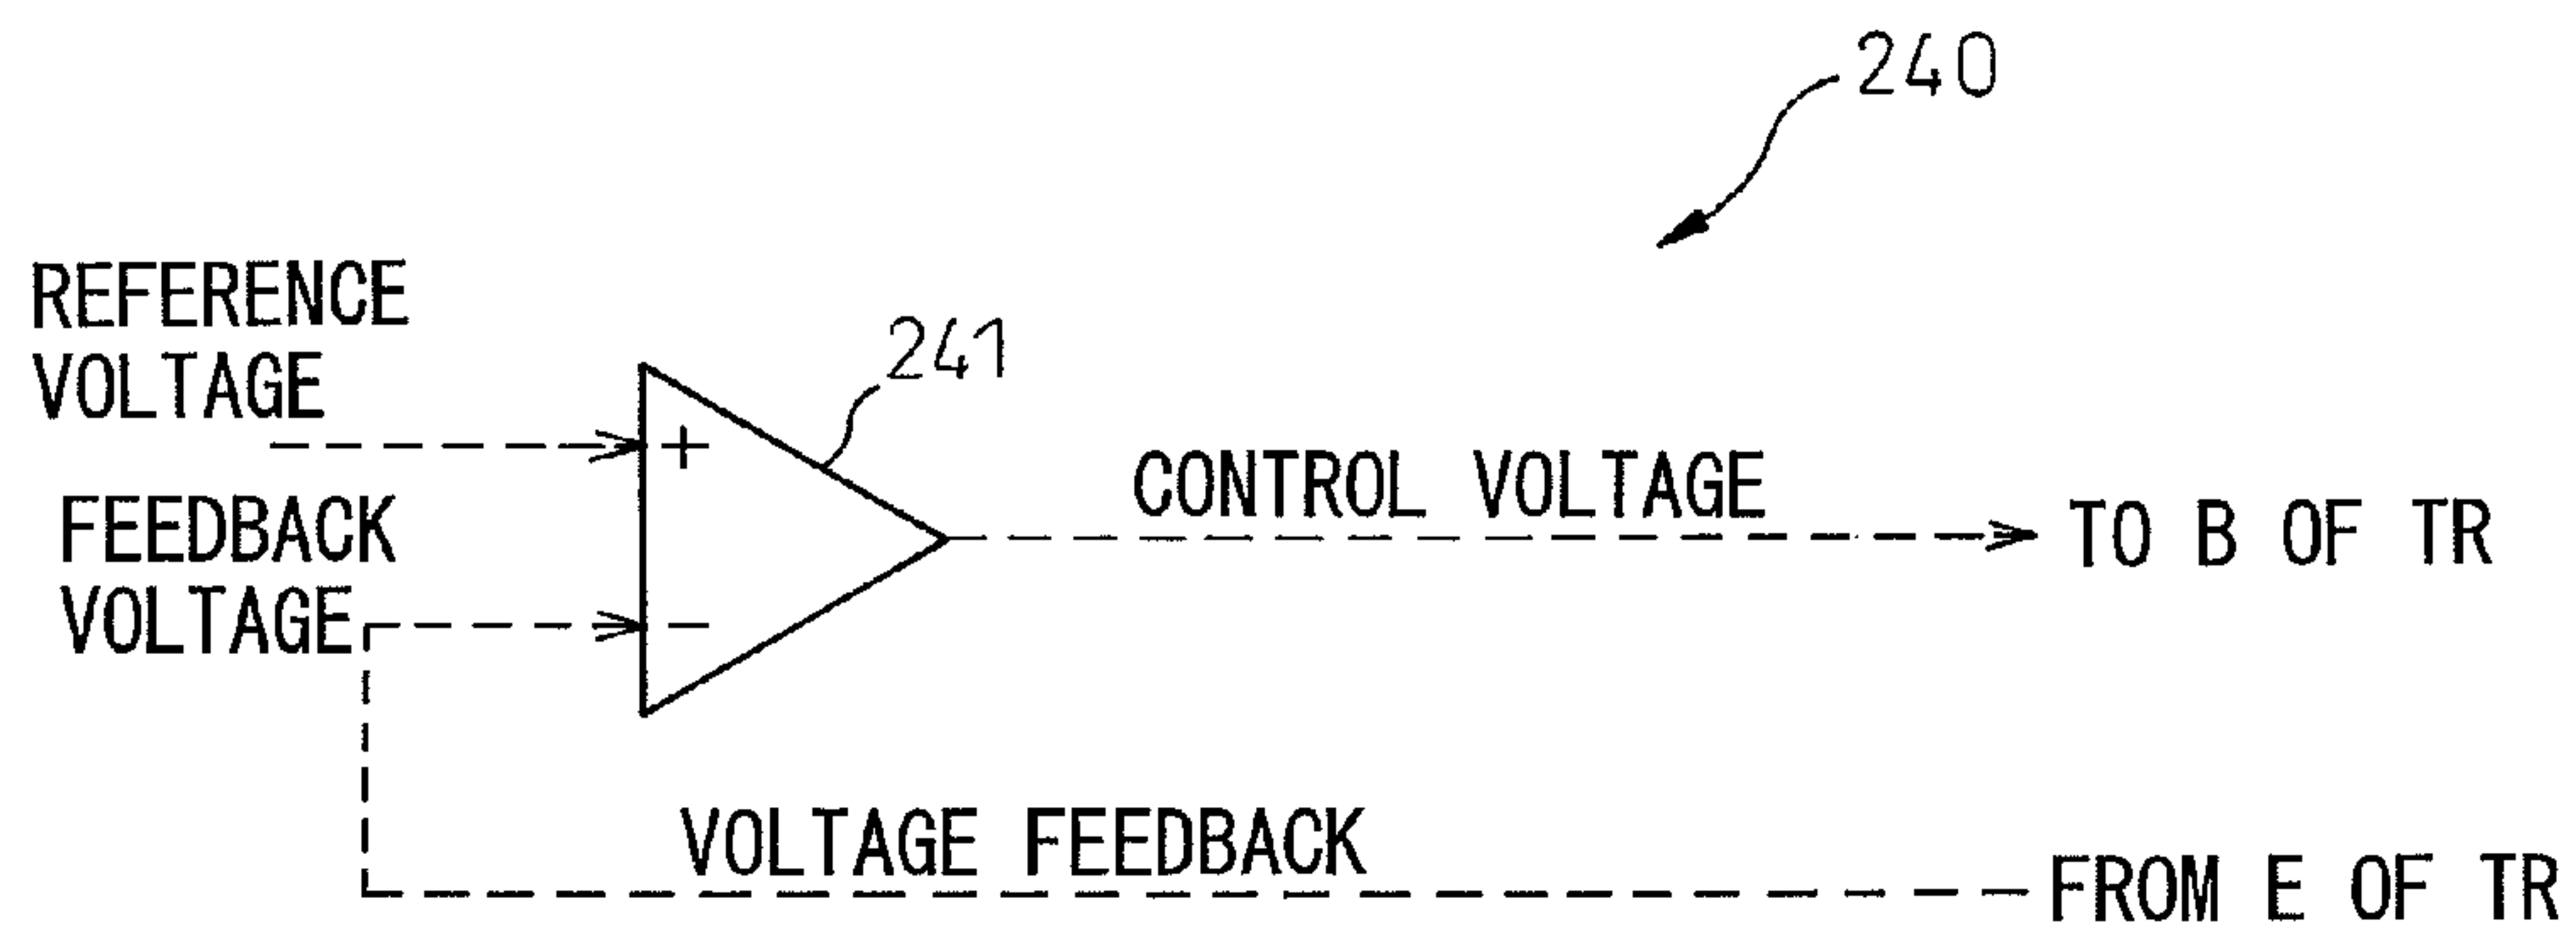 240
REFERENCE
VOLTAGE
241
+
CONTROL VOLTAGE
TO B OF TR
FEEDBACK
VOLTAGE
−
VOLTAGE FEEDBACK
FROM E OF TR